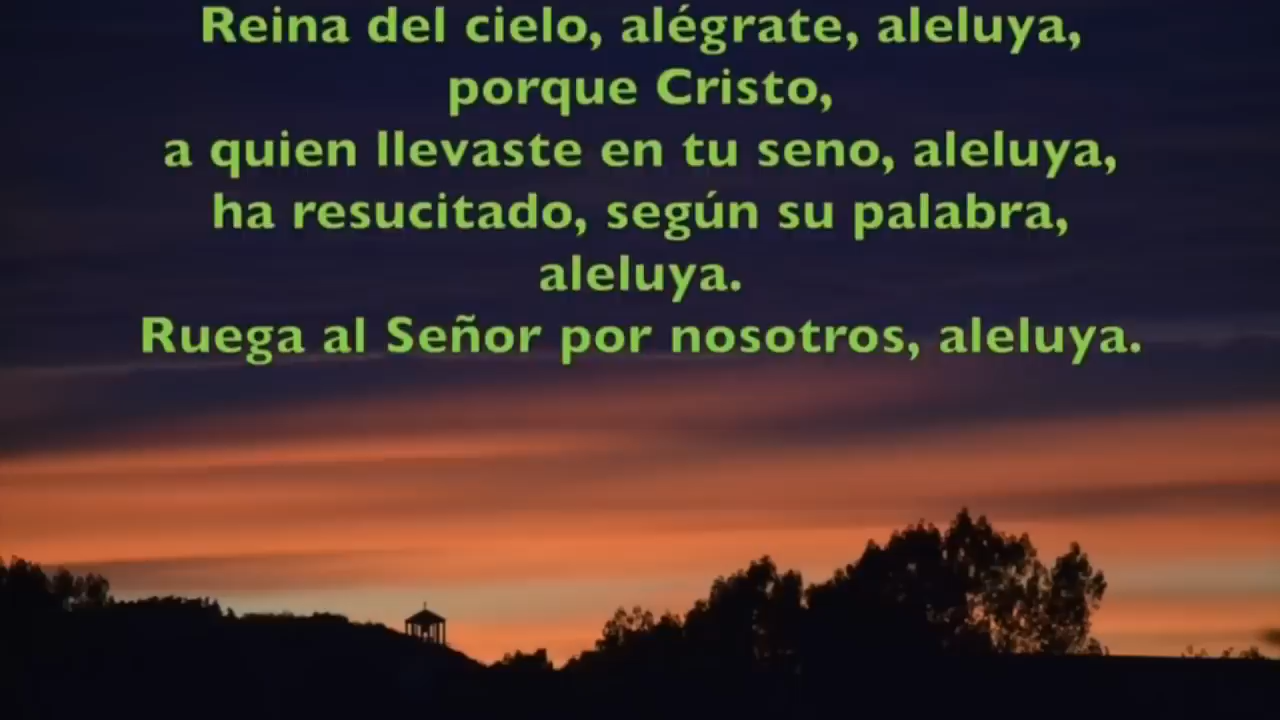 Reina del cielo, alégrate, aleluya,
porque Cristo,
a quien llevaste en tu seno, aleluya,
ha resucitado, según su palabra,
aleluya.
Ruega al Señor por nosotros, aleluya.